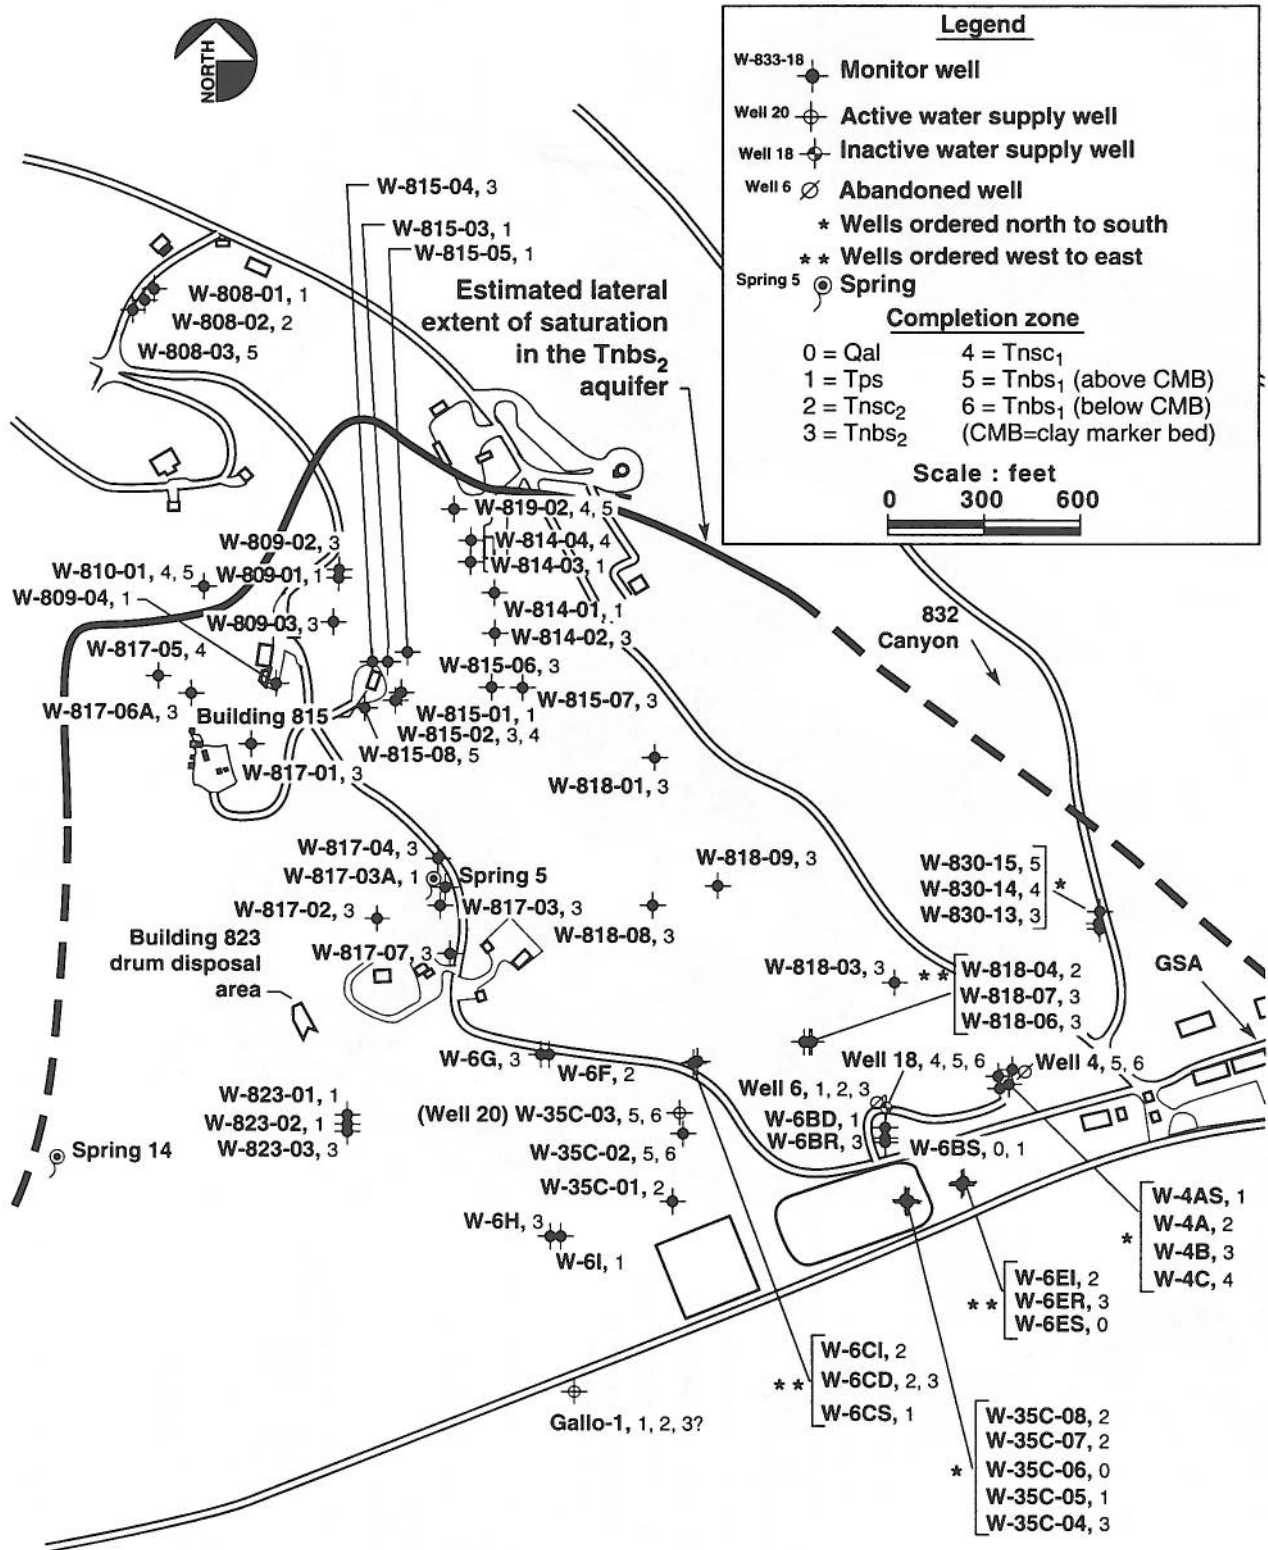 NORTH
Legend
W-833-18 Monitor well
Well 20 Active water supply well
Well 18 Inactive water supply well
Well 6 Abandoned well
* Wells ordered north to south
** Wells ordered west to east
Spring 5 Spring
Completion zone
0 = Qal 4 = Tnsc₁
1 = Tps 5 = Tnbs₁ (above CMB)
2 = Tnsc₂ 6 = Tnbs₁ (below CMB)
3 = Tnbs₂ (CMB=clay marker bed)
Scale : feet
0 300 600
W-815-04, 3
W-815-03, 1
W-815-05, 1
Estimated lateral
extent of saturation
in the Tnbs₂
aquifer
W-808-01, 1
W-808-02, 2
W-808-03, 5
W-819-02, 4, 5
W-809-02, 3
W-814-04, 4
W-810-01, 4, 5
W-809-01, 1
W-814-03, 1
W-809-04, 1
W-814-01, 1
W-809-03, 3
W-814-02, 3
832
Canyon
W-817-05, 4
W-815-06, 3
W-815-07, 3
W-817-06A, 3
Building 815
W-815-01, 1
W-815-02, 3, 4
W-815-08, 5
W-817-01, 3
W-818-01, 3
W-817-04, 3
W-818-09, 3
W-817-03A, 1
Spring 5
W-830-15, 5
W-830-14, 4
*
W-830-13, 3
W-817-02, 3
W-817-03, 3
W-818-08, 3
Building 823
drum disposal
area
W-817-07, 3
W-818-03, 3
**
W-818-04, 2
W-818-07, 3
W-818-06, 3
GSA
W-6G, 3
W-6F, 2
Well 18, 4, 5, 6
Well 4, 5, 6
Well 6, 1, 2, 3
W-823-01, 1
W-823-02, 1
W-823-03, 3
(Well 20) W-35C-03, 5, 6
W-6BD, 1
W-6BR, 3
W-6BS, 0, 1
Spring 14
W-35C-02, 5, 6
W-35C-01, 2
W-6H, 3
W-6I, 1
*
W-4AS, 1
W-4A, 2
W-4B, 3
W-4C, 4
**
W-6EI, 2
W-6ER, 3
W-6ES, 0
**
W-6CI, 2
W-6CD, 2, 3
W-6CS, 1
Gallo-1, 1, 2, 3?
*
W-35C-08, 2
W-35C-07, 2
W-35C-06, 0
W-35C-05, 1
W-35C-04, 3